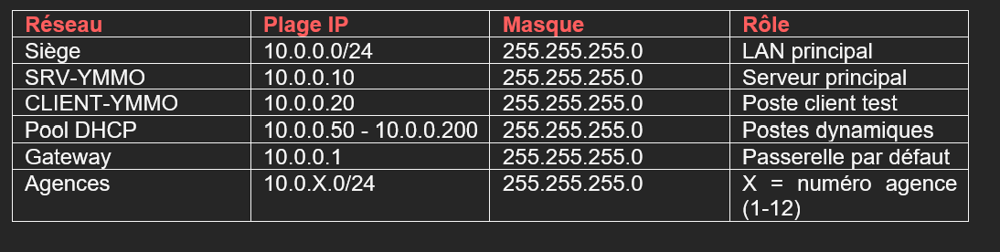 Réseau Plage IP Masque Rôle
Siège 10.0.0.0/24 255.255.255.0 LAN principal
SRV-YMMO 10.0.0.10 255.255.255.0 Serveur principal
CLIENT-YMMO 10.0.0.20 255.255.255.0 Poste client test
Pool DHCP 10.0.0.50 - 10.0.0.200 255.255.255.0 Postes dynamiques
Gateway 10.0.0.1 255.255.255.0 Passerelle par défaut
Agences 10.0.X.0/24 255.255.255.0 X = numéro agence
(1-12)